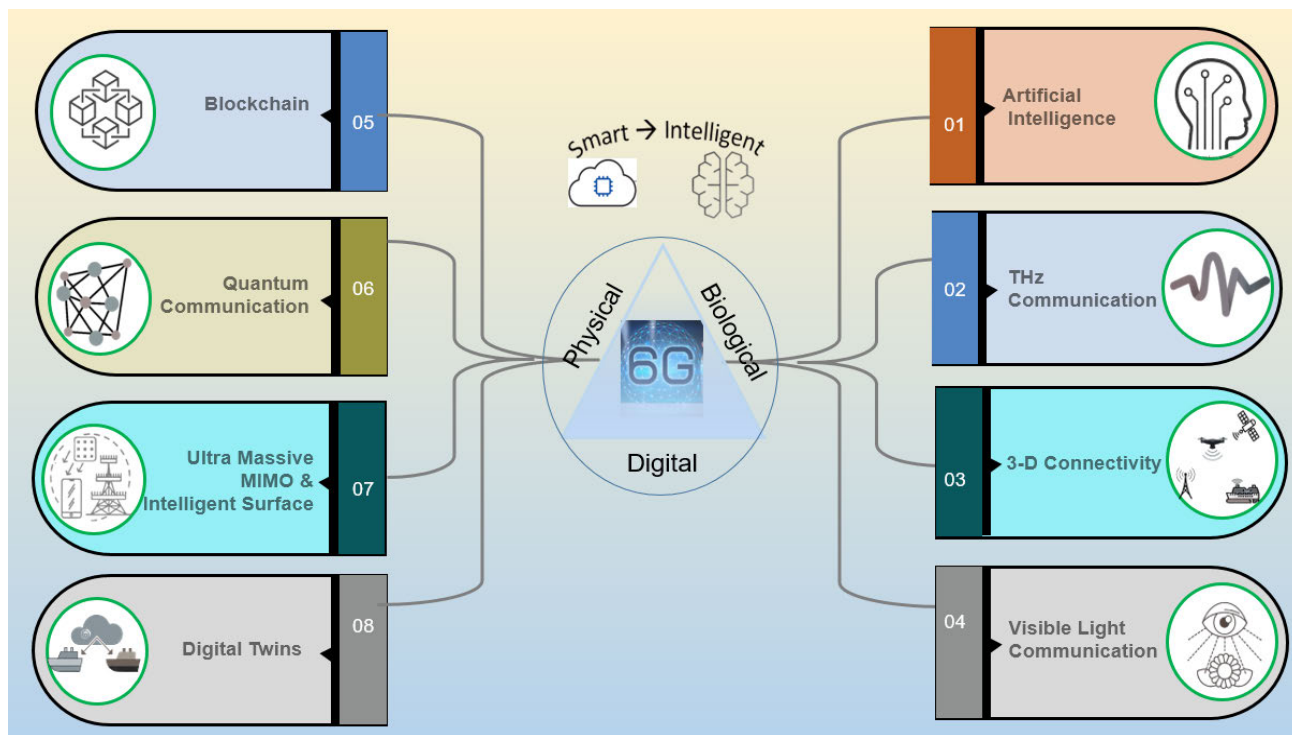 Blockchain
05
Quantum
Communication
06
Ultra Massive
MIMO &
Intelligent Surface
07
Digital Twins
08
Smart → Intelligent
Physical
Biological
6G
Digital
01
Artificial
Intelligence
02
THz
Communication
03
3-D Connectivity
04
Visible Light
Communication